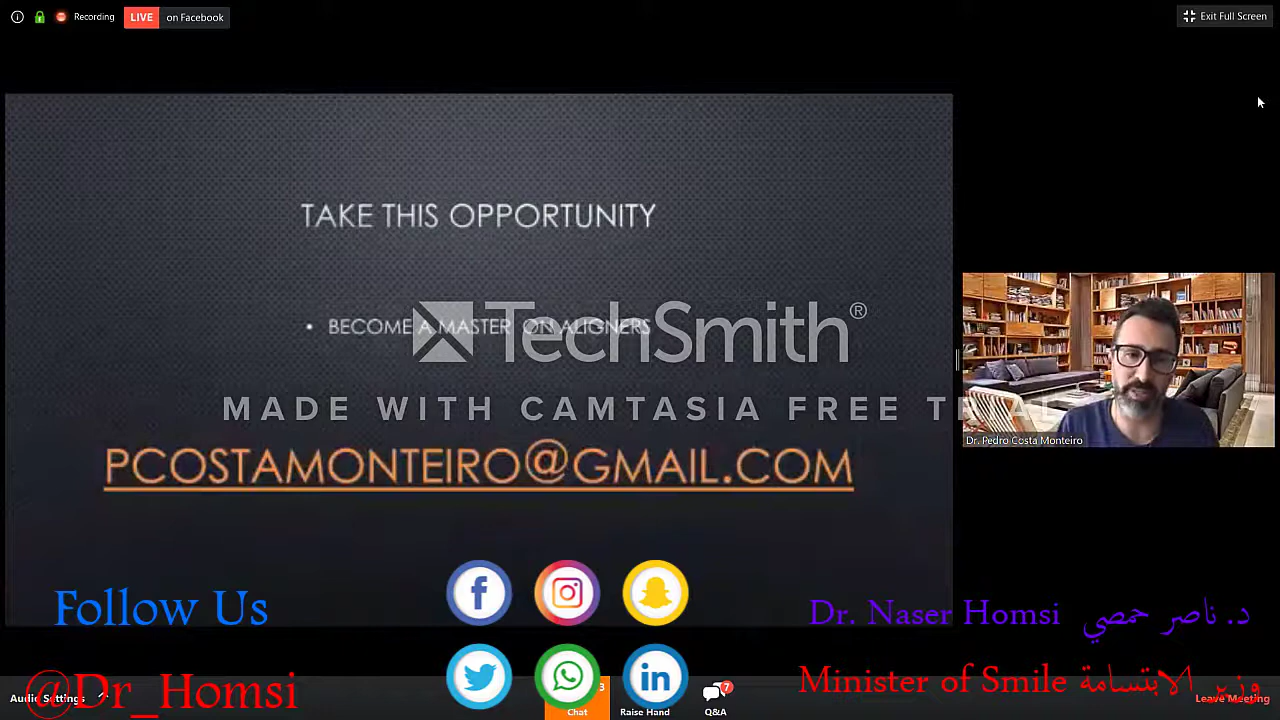 Recording
LIVE on Facebook
Exit Full Screen
TAKE THIS OPPORTUNITY
• BECOME A MASTER ON ALIGNERS
TechSmith®
MADE WITH CAMTASIA FREE TRIAL
Dr. Pedro Costa Monteiro
PCOSTAMONTEIRO@GMAIL.COM
Follow Us
Dr. Naser Homsi د. ناصر حمصي
@Dr_Homsi
Minister of Smile وزير الابتسامة
Audio Settings
3
Chat
Raise Hand
7
Q&A
Leave Meeting